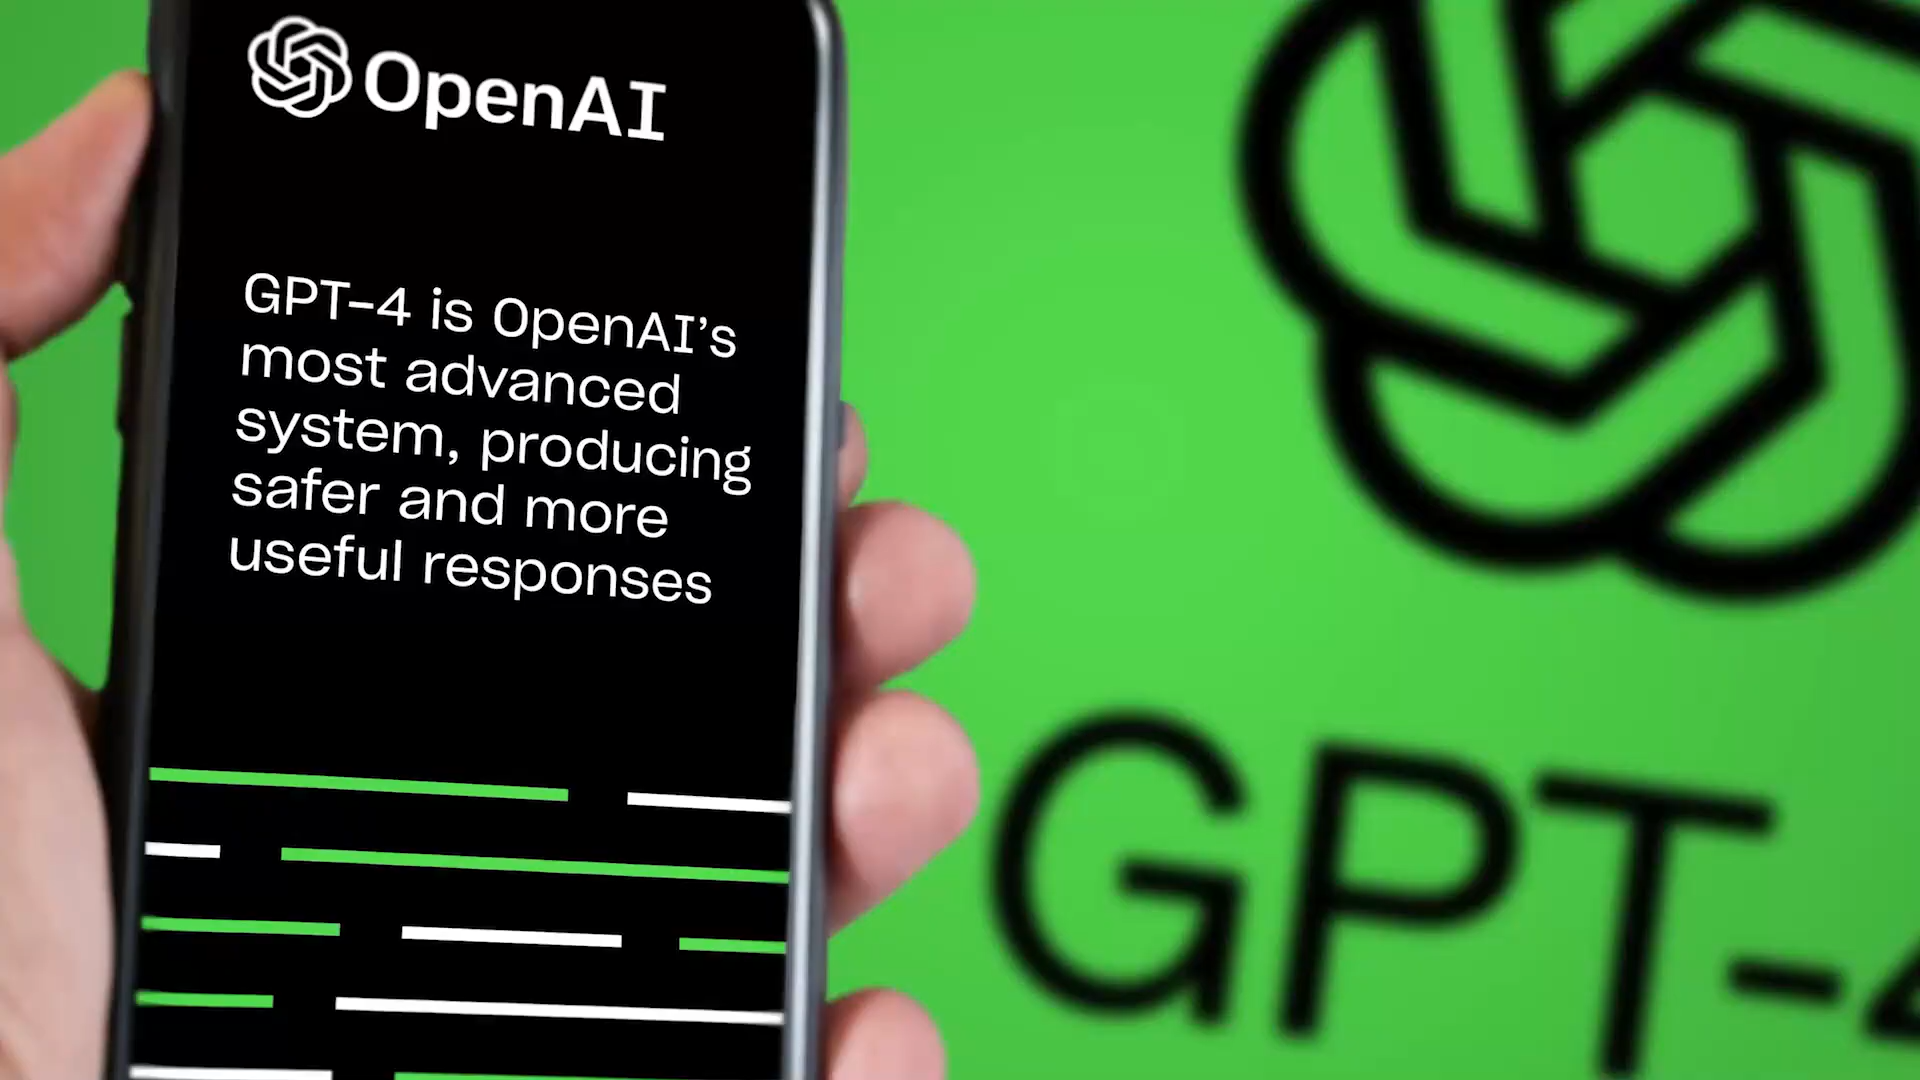 OpenAI
GPT-4 is OpenAI's
most advanced
system, producing
safer and more
useful responses
GPT-4